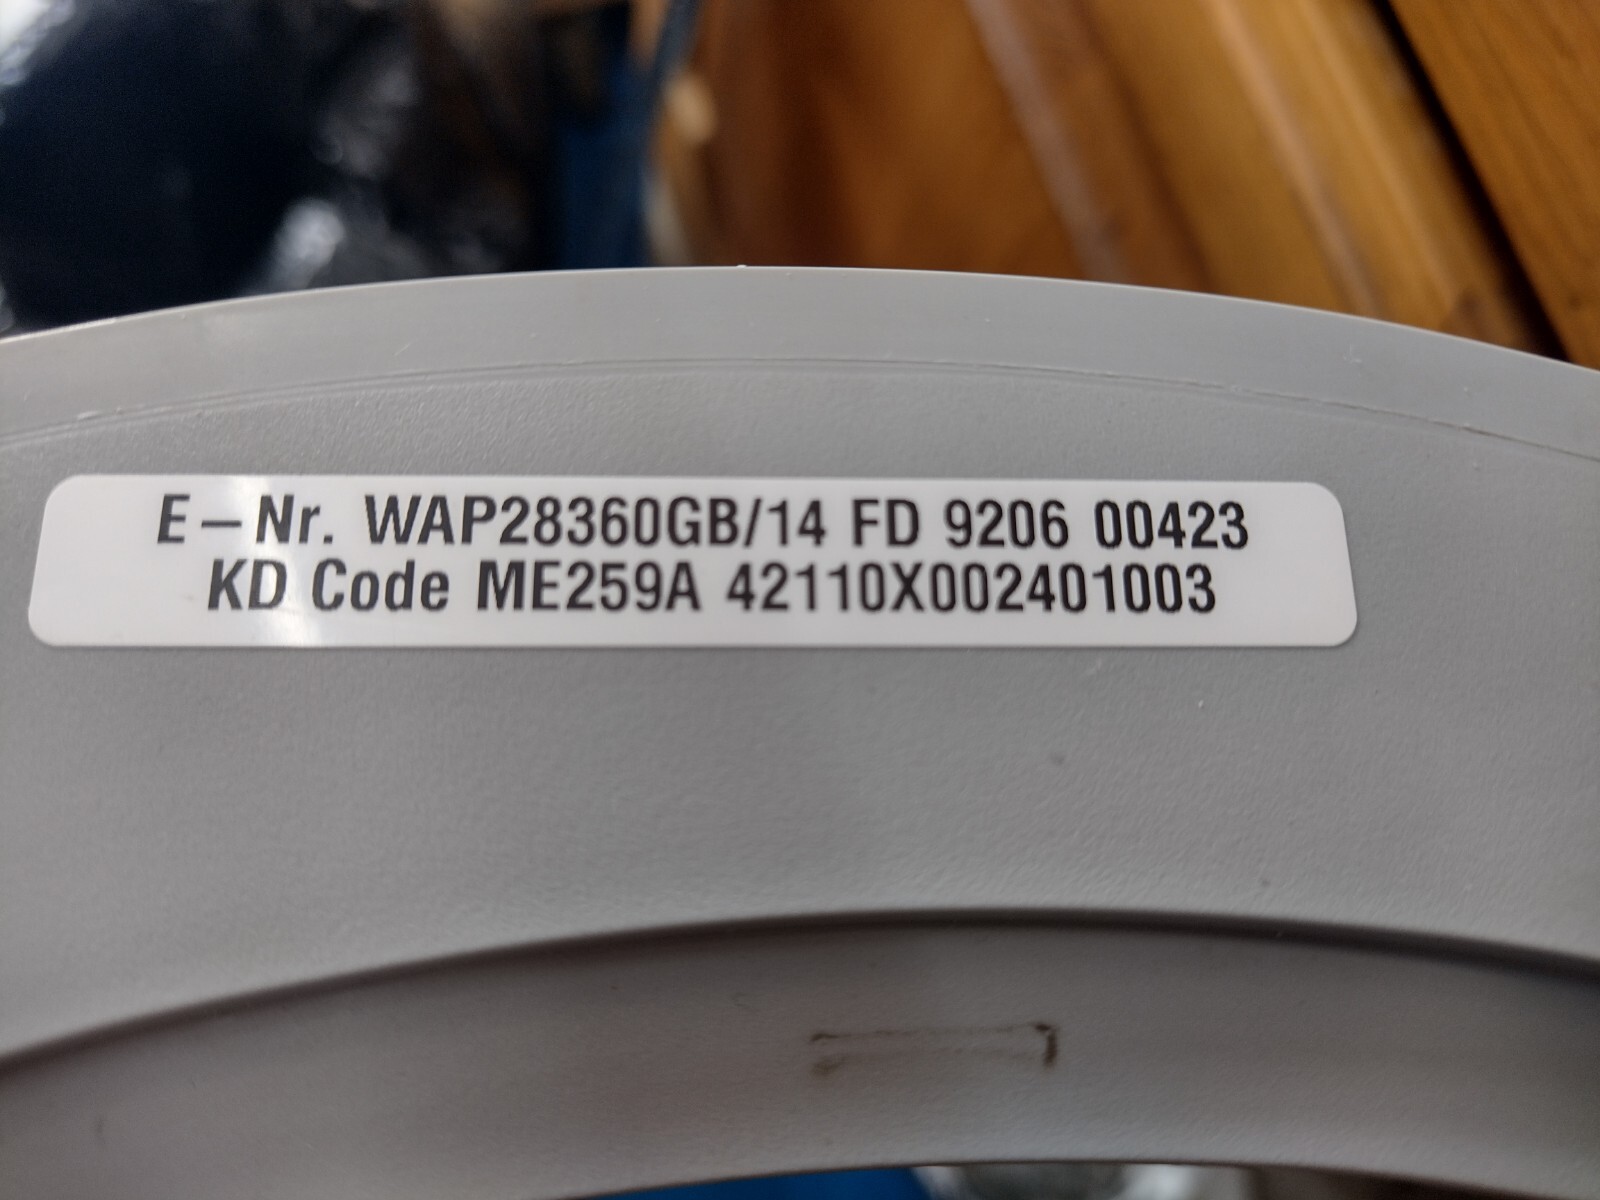 E-Nr. WAP28360GB/14 FD 9206 00423
KD Code ME259A 42110X002401003